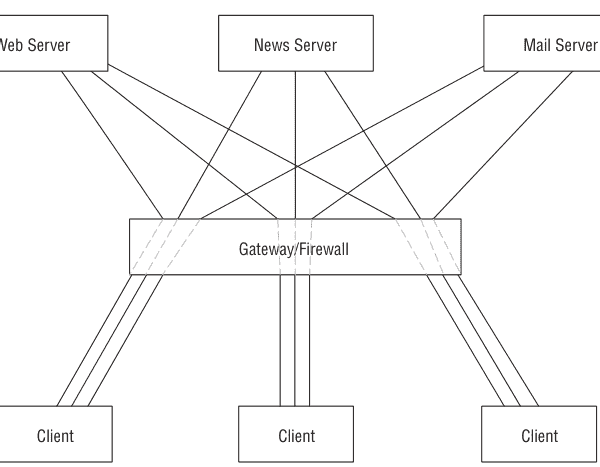 Web Server
News Server
Mail Server
Gateway/Firewall
Client
Client
Client